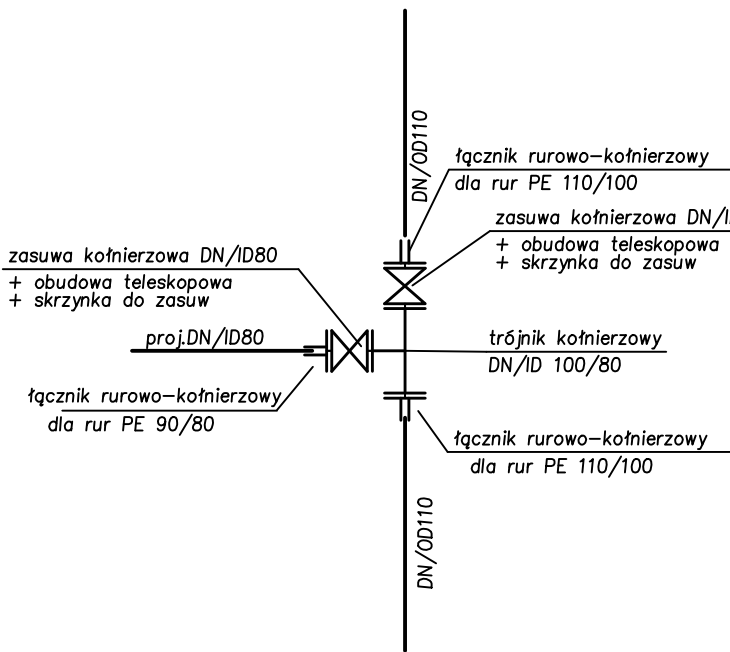 DN/OD110
łącznik rurowo-kołnierzowy
dla rur PE 110/100
zasuwa kołnierzowa
+ obudowa teleskopowa
+ skrzynka do zasuw
zasuwa kołnierzowa DN/ID80
+ obudowa teleskopowa
+ skrzynka do zasuw
proj.DN/ID80
trójnik kołnierzowy
DN/ID 100/80
łącznik rurowo-kołnierzowy
dla rur PE 90/80
łącznik rurowo-kołnierzowy
dla rur PE 110/100
DN/OD110